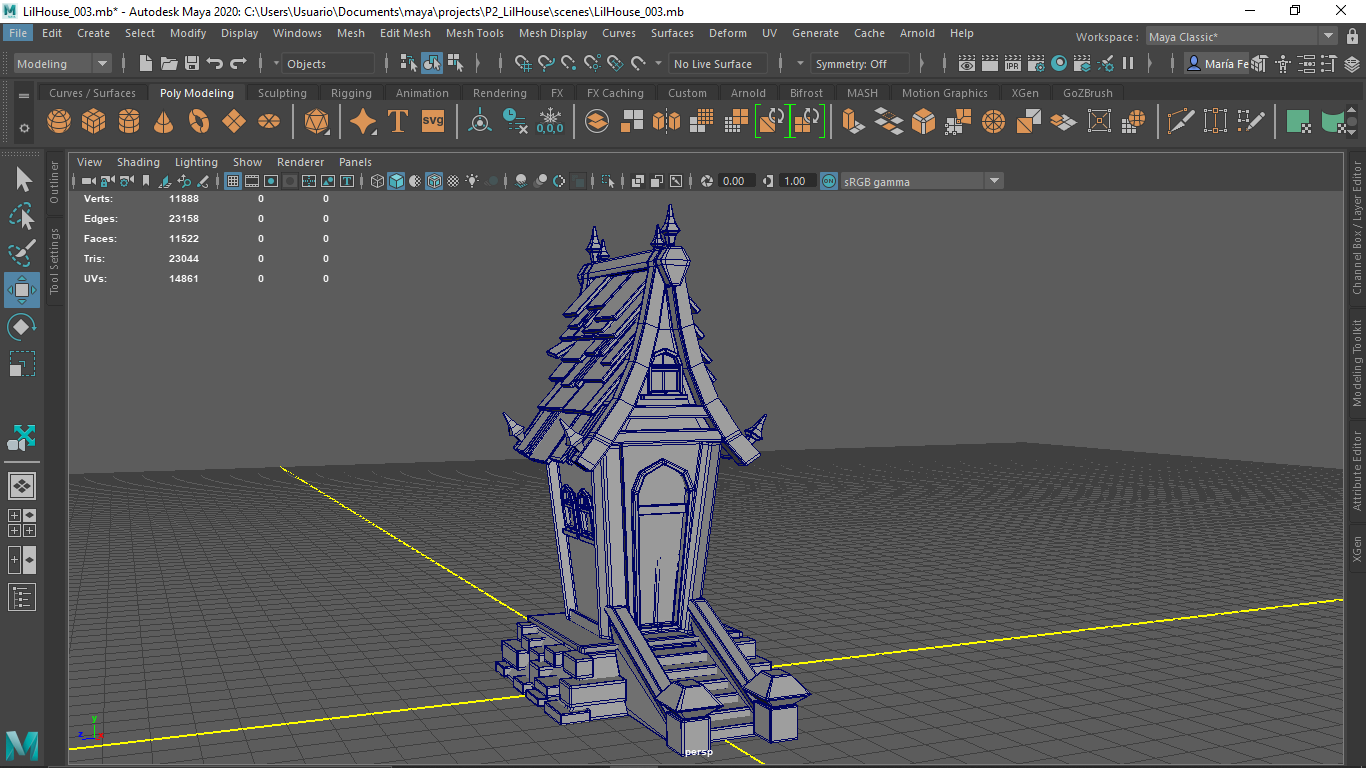 LilHouse_003.mb* - Autodesk Maya 2020: C:\Users\Usuario\Documents\maya\projects\P2_LilHouse\scenes\LilHouse_003.mb
File Edit Create Select Modify Display Windows Mesh Edit Mesh Mesh Tools Mesh Display Curves Surfaces Deform UV Generate Cache Arnold Help Workspace : Maya Classic*
Modeling Objects No Live Surface Symmetry: Off IPR María Fe
Curves / Surfaces Poly Modeling Sculpting Rigging Animation Rendering FX FX Caching Custom Arnold Bifrost MASH Motion Graphics XGen GoZBrush
T SVG 0,0,0
View Shading Lighting Show Renderer Panels
0.00 1.00 ON sRGB gamma
Verts: 11888 0 0
Edges: 23158 0 0
Faces: 11522 0 0
Tris: 23044 0 0
UVs: 14861 0 0
Outliner
Tool Settings
Channel Box / Layer Editor
Modeling Toolkit
Attribute Editor
XGen
y
z x
persp
M